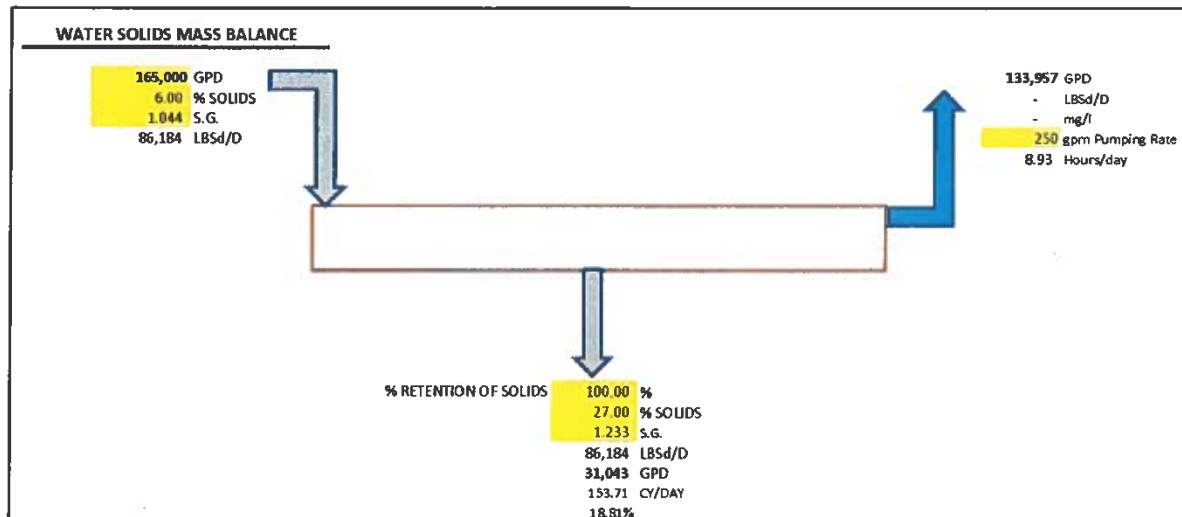 WATER SOLIDS MASS BALANCE
165,000 GPD
6.00 % SOLIDS
1.044 S.G.
86,184 LBSd/D
133,957 GPD
- LBSd/D
- mg/l
250 gpm Pumping Rate
8.93 Hours/day
% RETENTION OF SOLIDS 100.00 %
27.00 % SOLIDS
1.233 S.G.
86,184 LBSd/D
31,043 GPD
153.71 CY/DAY
18.81%